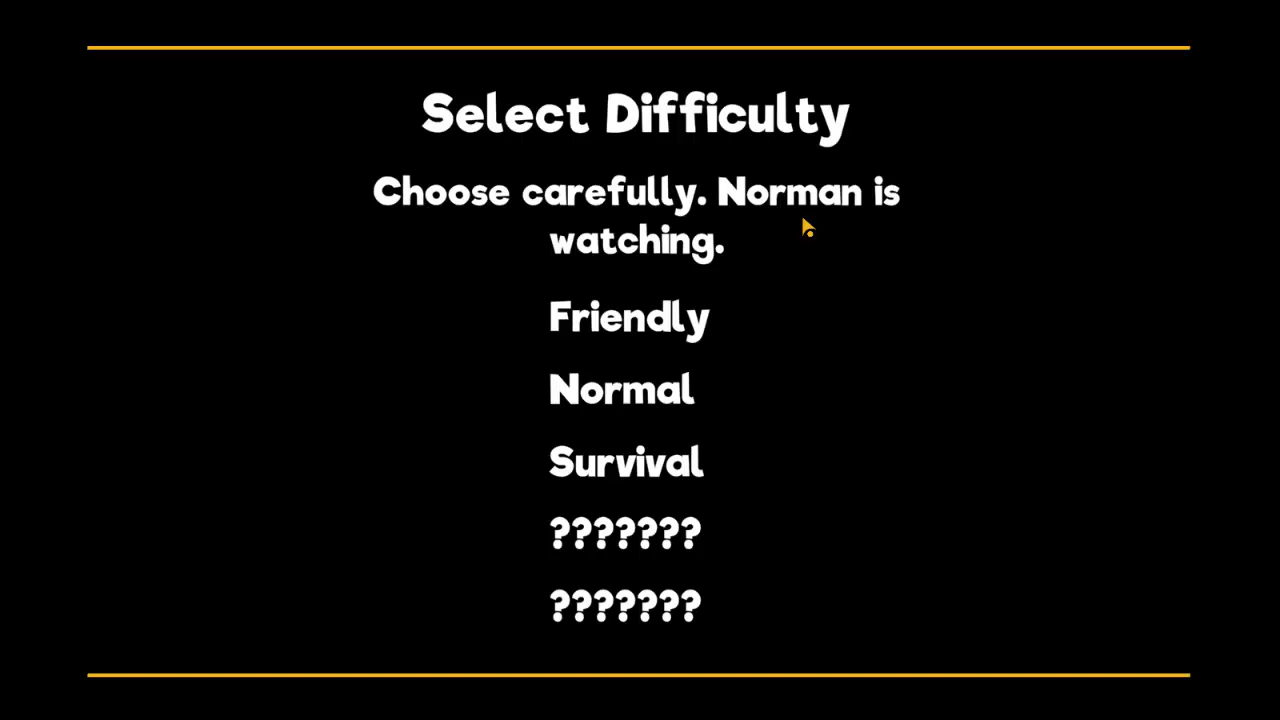 Select Difficulty
Choose carefully. Norman is
watching.
Friendly
Normal
Survival
???????
???????